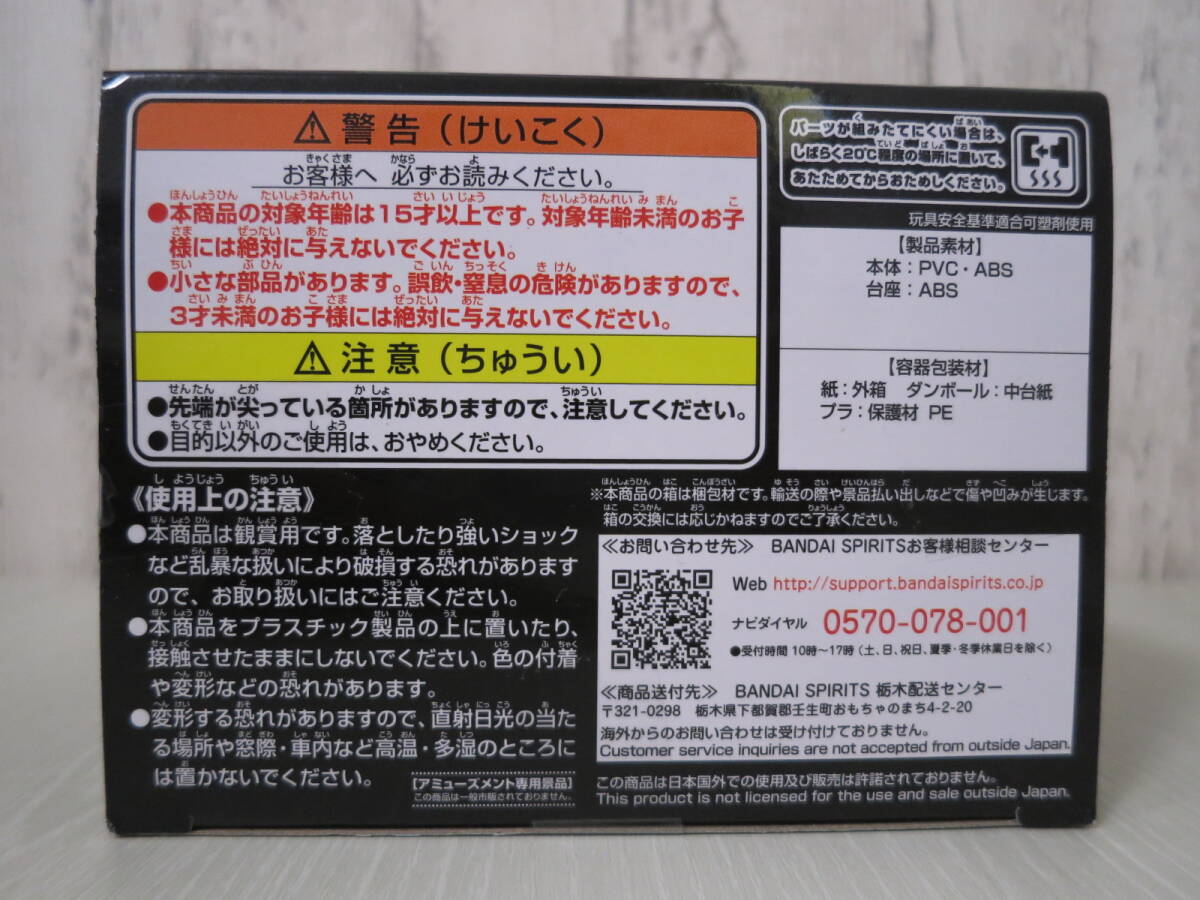 ⚠警告(けいこく)
お客様へ 必ずお読みください。
●本商品の対象年齢は15才以上です。対象年齢未満のお子
様には絶対に与えないでください。
●小さな部品があります。誤飲・窒息の危険がありますので、
3才未満のお子様には絶対に与えないでください。
⚠注意(ちゅうい)
●先端が尖っている箇所がありますので、注意してください。
●目的以外のご使用は、おやめください。
《使用上の注意》
●本商品は観賞用です。落としたり強いショック
など乱暴な扱いにより破損する恐れがあります
ので、お取り扱いにはご注意ください。
●本商品をプラスチック製品の上に置いたり、
接触させたままにしないでください。色の付着
や変形などの恐れがあります。
●変形する恐れがありますので、直射日光の当た
る場所や窓際・車内など高温・多湿のところに
は置かないでください。
【アミューズメント専用景品】
この商品は一般市販されておりません。
パーツが組みたてにくい場合は、
しばらく20℃程度の場所に置いて、
あたためてからおためしください。
玩具安全基準適合可塑剤使用
【製品素材】
本体:PVC・ABS
台座:ABS
【容器包装材】
紙:外箱 ダンボール:中台紙
プラ:保護材 PE
※本商品の箱は梱包材です。輸送の際や景品払い出しなどで傷や凹みが生じます。
箱の交換には応じかねますのでご了承ください。
≪お問い合わせ先≫ BANDAI SPIRITSお客様相談センター
Web http://support.bandaispirits.co.jp
ナビダイヤル 0570-078-001
●受付時間 10時~17時(土、日、祝日、夏季・冬季休業日を除く)
≪商品送付先≫ BANDAI SPIRITS 栃木配送センター
〒321-0298 栃木県下都賀郡壬生町おもちゃのまち4-2-20
海外からのお問い合わせは受け付けておりません。
Customer service inquiries are not accepted from outside Japan.
この商品は日本国外での使用及び販売は許諾されておりません。
This product is not licensed for the use and sale outside Japan.